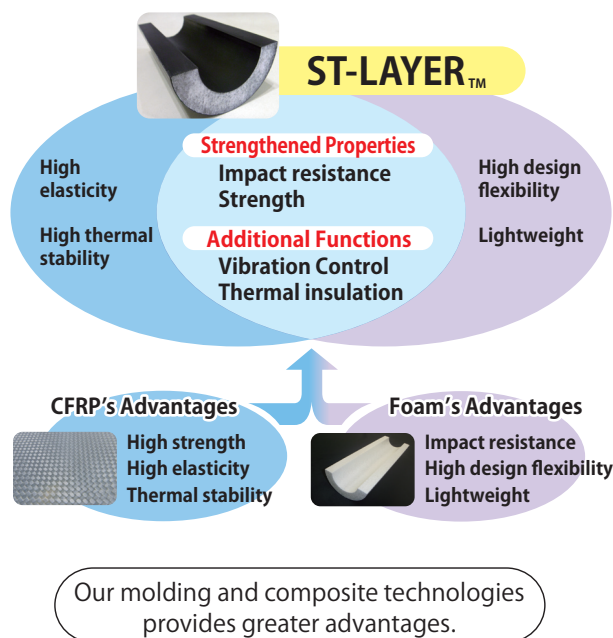 ST-LAYER™
Strengthened Properties
Impact resistance
Strength
High
elasticity
High thermal
stability
Additional Functions
Vibration Control
Thermal insulation
High design
flexibility
Lightweight
CFRP's Advantages
High strength
High elasticity
Thermal stability
Foam's Advantages
Impact resistance
High design flexibility
Lightweight
Our molding and composite technologies
provides greater advantages.